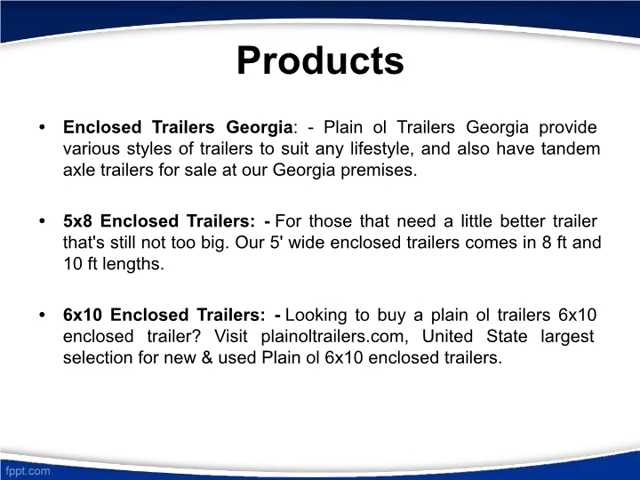 Products
• Enclosed Trailers Georgia: - Plain ol Trailers Georgia provide
various styles of trailers to suit any lifestyle, and also have tandem
axle trailers for sale at our Georgia premises.
• 5x8 Enclosed Trailers: - For those that need a little better trailer
that's still not too big. Our 5' wide enclosed trailers comes in 8 ft and
10 ft lengths.
• 6x10 Enclosed Trailers: - Looking to buy a plain ol trailers 6x10
enclosed trailer? Visit plainoltrailers.com, United State largest
selection for new & used Plain ol 6x10 enclosed trailers.
fppt.com